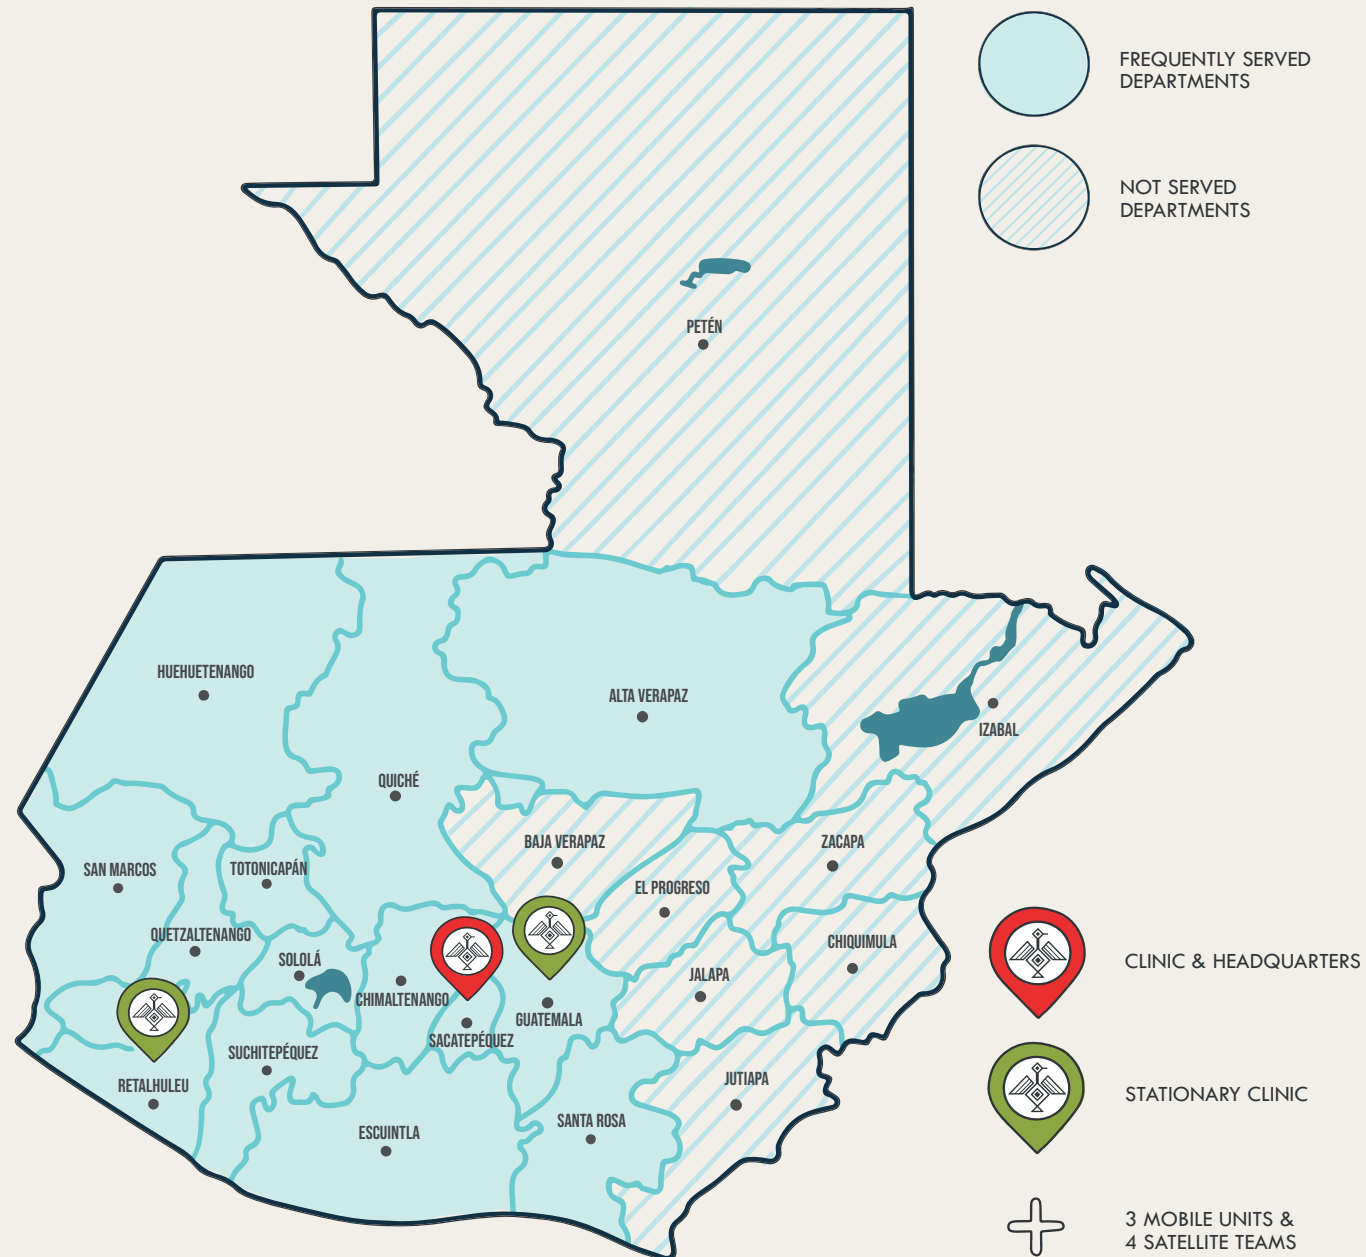 FREQUENTLY SERVED
DEPARTMENTS
NOT SERVED
DEPARTMENTS
PETÉN
HUEHUETENANGO
ALTA VERAPAZ
IZABAL
QUICHÉ
BAJA VERAPAZ
ZACAPA
SAN MARCOS
TOTONICAPÁN
EL PROGRESO
QUETZALTENANGO
CHIQUIMULA
SOLOLÁ
CLINIC & HEADQUARTERS
JALAPA
CHIMALTENANGO
GUATEMALA
SACATEPÉQUEZ
SUCHITEPÉQUEZ
JUTIAPA
RETALHULEU
STATIONARY CLINIC
SANTA ROSA
ESCUINTLA
3 MOBILE UNITS &
4 SATELLITE TEAMS